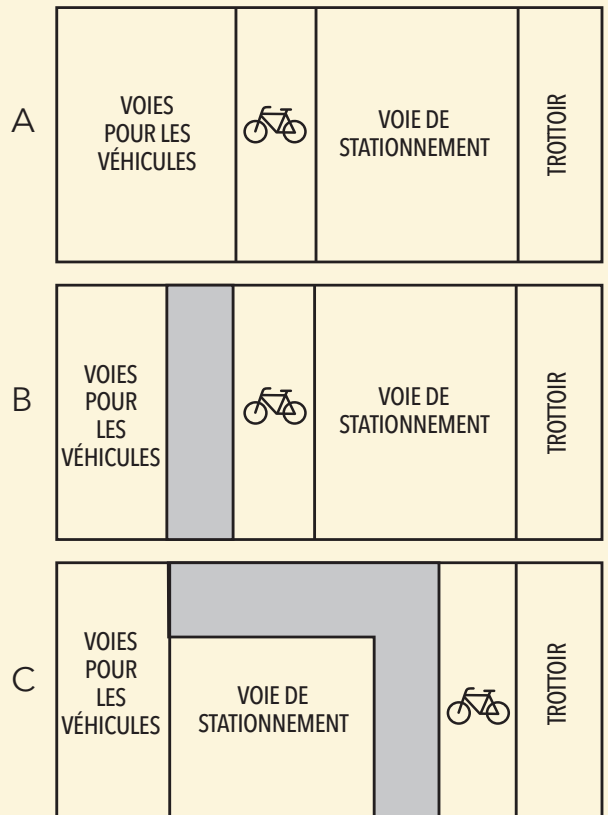 A
VOIES
POUR LES
VÉHICULES
VOIE DE
STATIONNEMENT
TROTTOIR
B
VOIES
POUR
LES
VÉHICULES
VOIE DE
STATIONNEMENT
TROTTOIR
C
VOIES
POUR
LES
VÉHICULES
VOIE DE
STATIONNEMENT
TROTTOIR